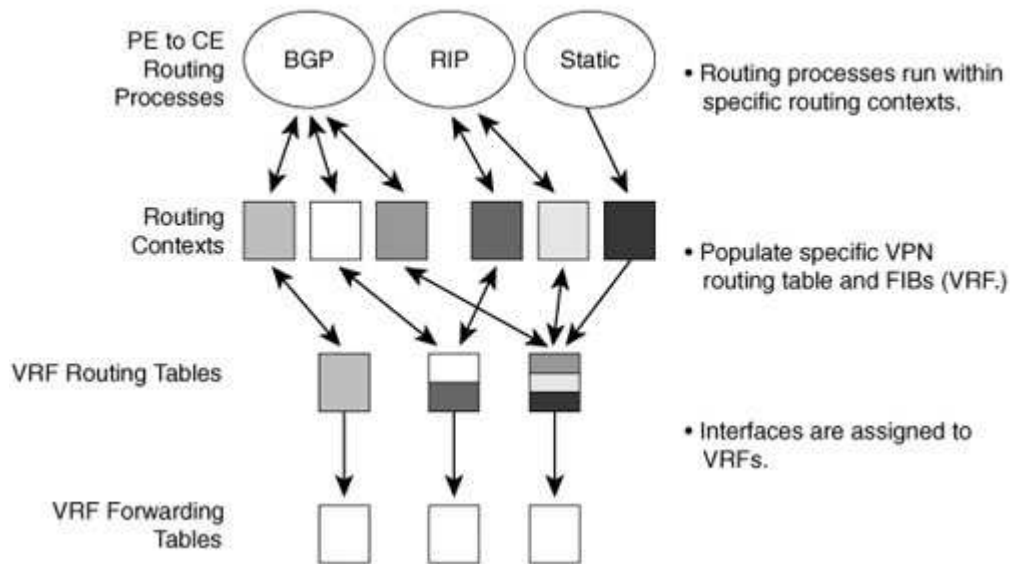 PE to CE
Routing
Processes
BGP
RIP
Static
• Routing processes run within
specific routing contexts.
Routing
Contexts
• Populate specific VPN
routing table and FIBs (VRF.)
VRF Routing Tables
• Interfaces are assigned to
VRFs.
VRF Forwarding
Tables